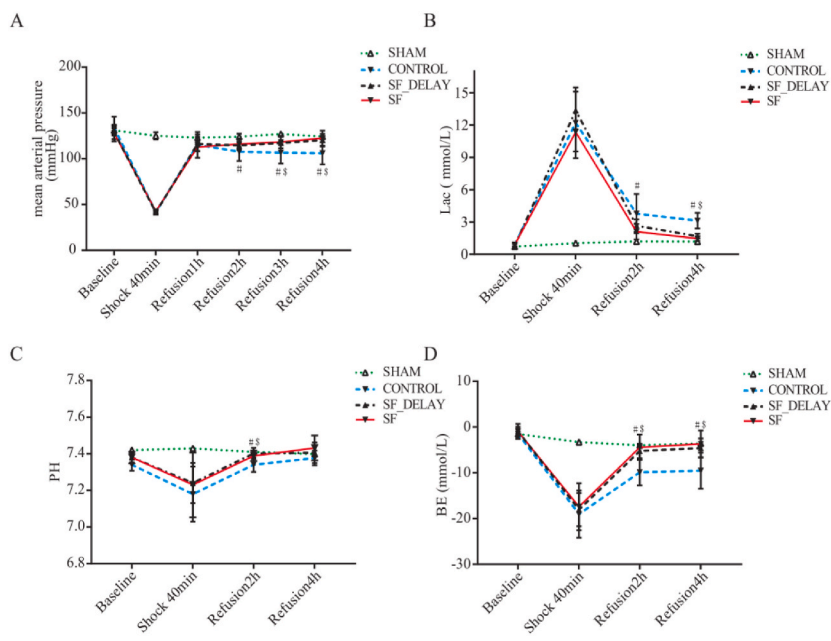 A
SHAM
CONTROL
SF_DELAY
SF
mean arterial pressure
(mmHg)
200
150
100
50
0
#
# $
# $
Baseline
Shock 40min
Refusion1h
Refusion2h
Refusion3h
Refusion4h
B
SHAM
CONTROL
SF_DELAY
SF
Lac ( mmol/L)
15
12
9
6
3
0
#
# $
Baseline
Shock 40min
Refusion2h
Refusion4h
C
SHAM
CONTROL
SF_DELAY
SF
PH
7.8
7.6
7.4
7.2
7.0
6.8
# $
Baseline
Shock 40min
Refusion2h
Refusion4h
D
SHAM
CONTROL
SF_DELAY
SF
BE (mmol/L)
10
0
-10
-20
-30
# $
# $
Baseline
Shock 40min
Refusion2h
Refusion4h